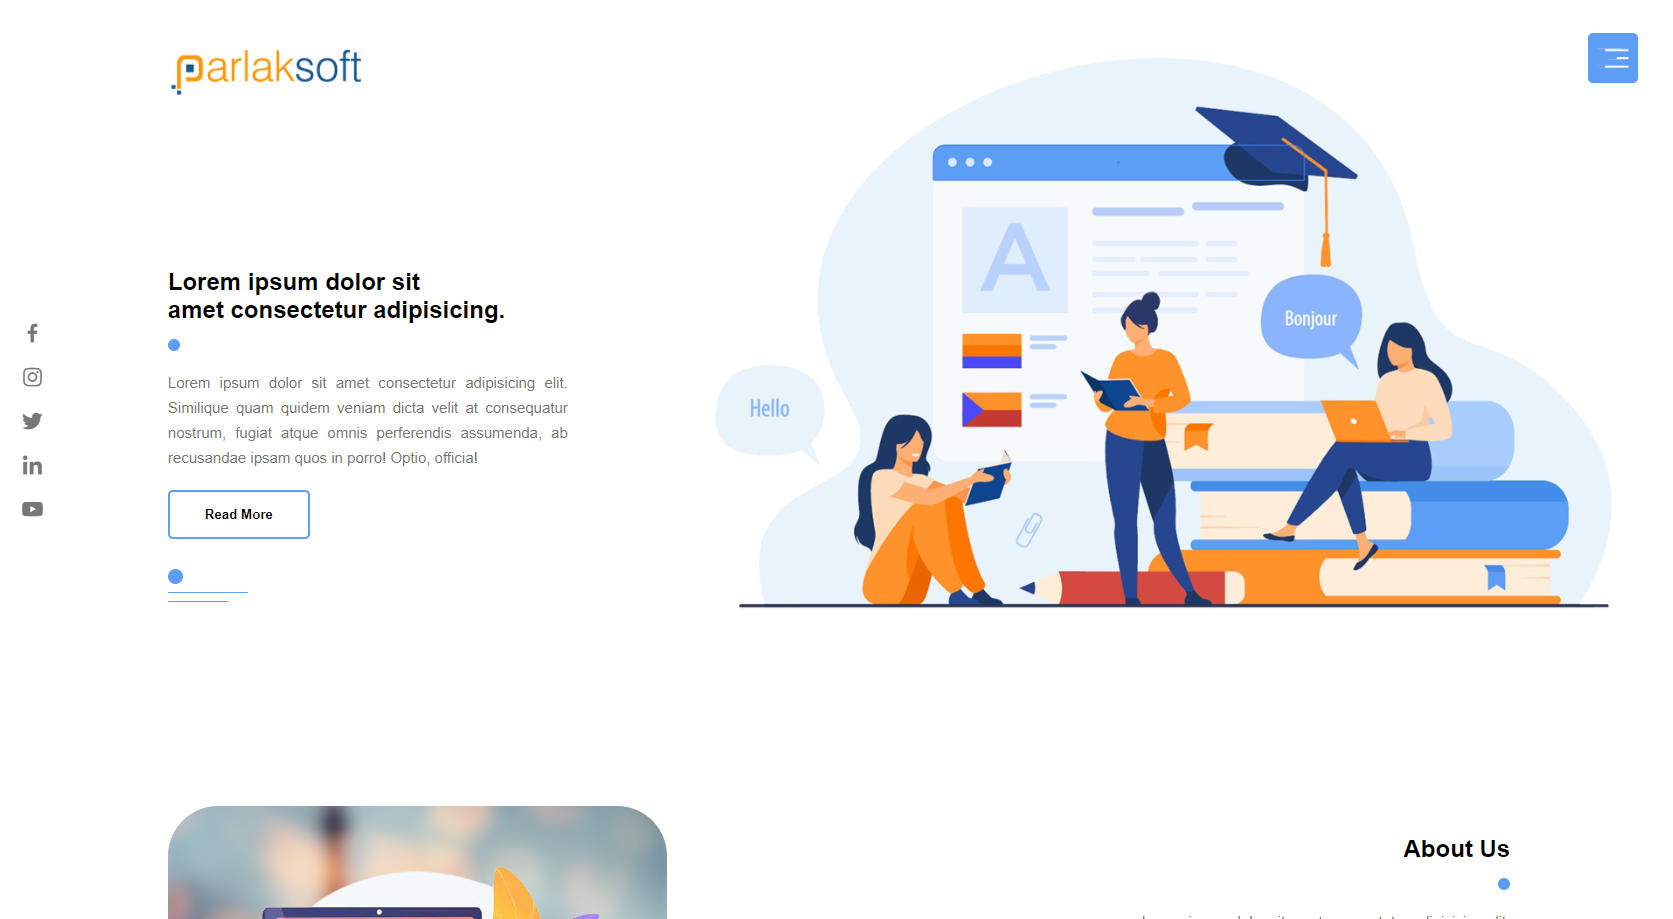 parlaksoft
Lorem ipsum dolor sit
amet consectetur adipisicing.
Lorem ipsum dolor sit amet consectetur adipisicing elit.
Similique quam quidem veniam dicta velit at consequatur
nostrum, fugiat atque omnis perferendis assumenda, ab
recusandae ipsam quos in porro! Optio, officia!
Read More
A
Bonjour
Hello
About Us